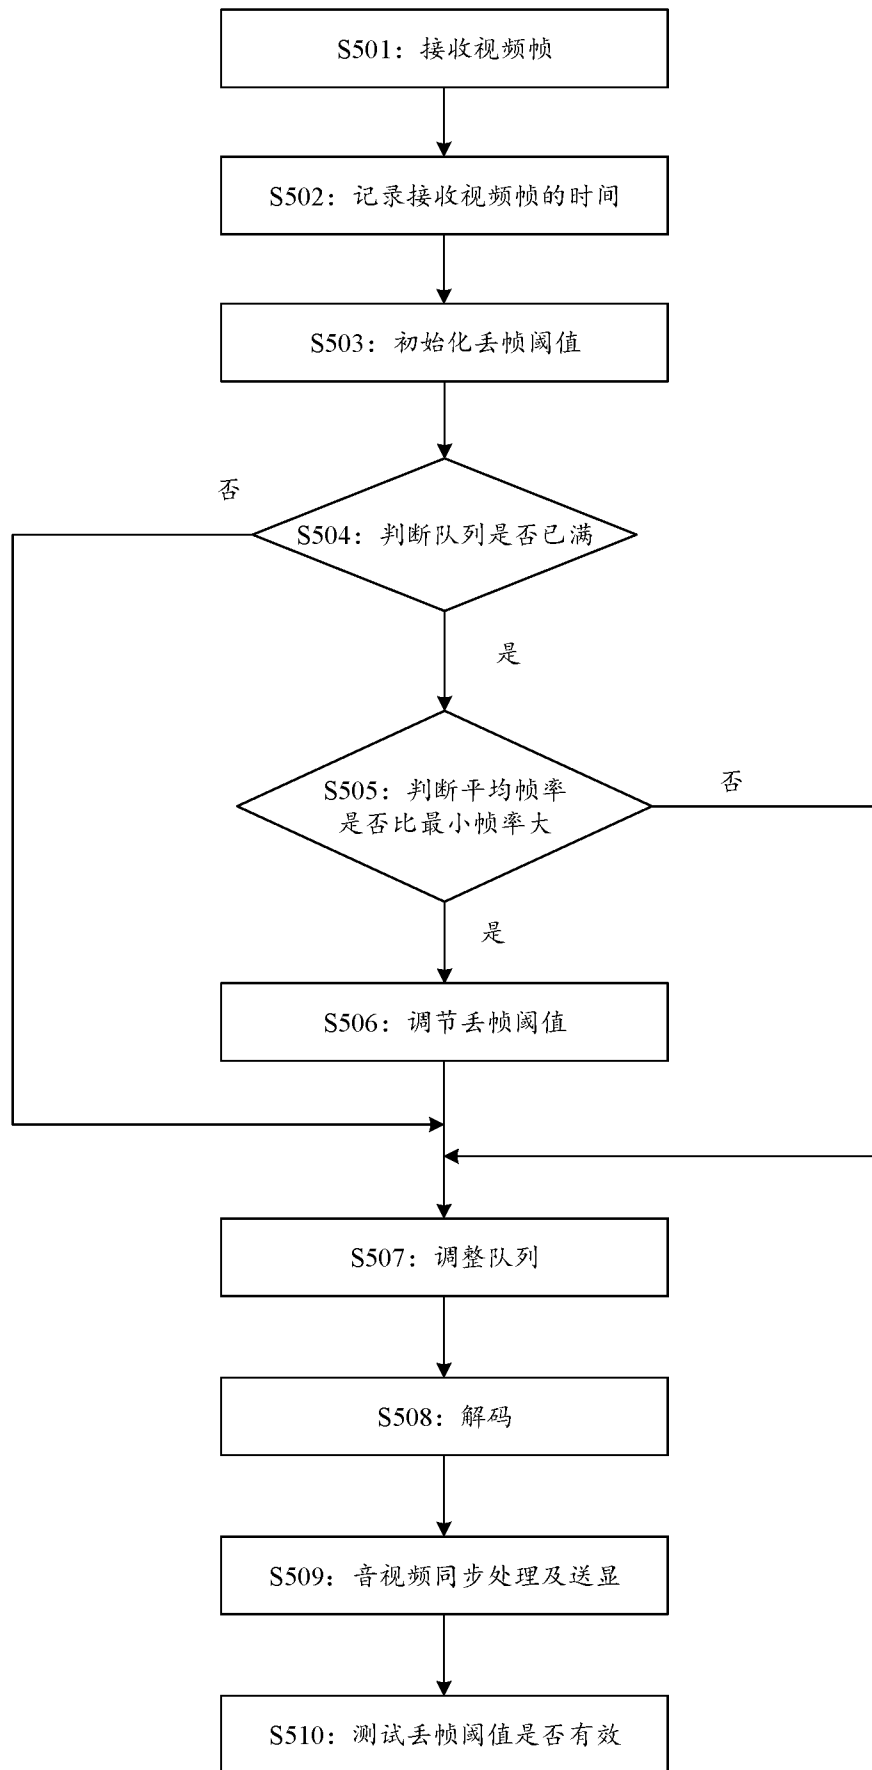 S501：接收视频帧
S502：记录接收视频帧的时间
S503：初始化丢帧阈值
否
S504：判断队列是否已满
是
S505：判断平均帧率
是否比最小帧率大
否
是
S506：调节丢帧阈值
S507：调整队列
S508：解码
S509：音视频同步处理及送显
S510：测试丢帧阈值是否有效